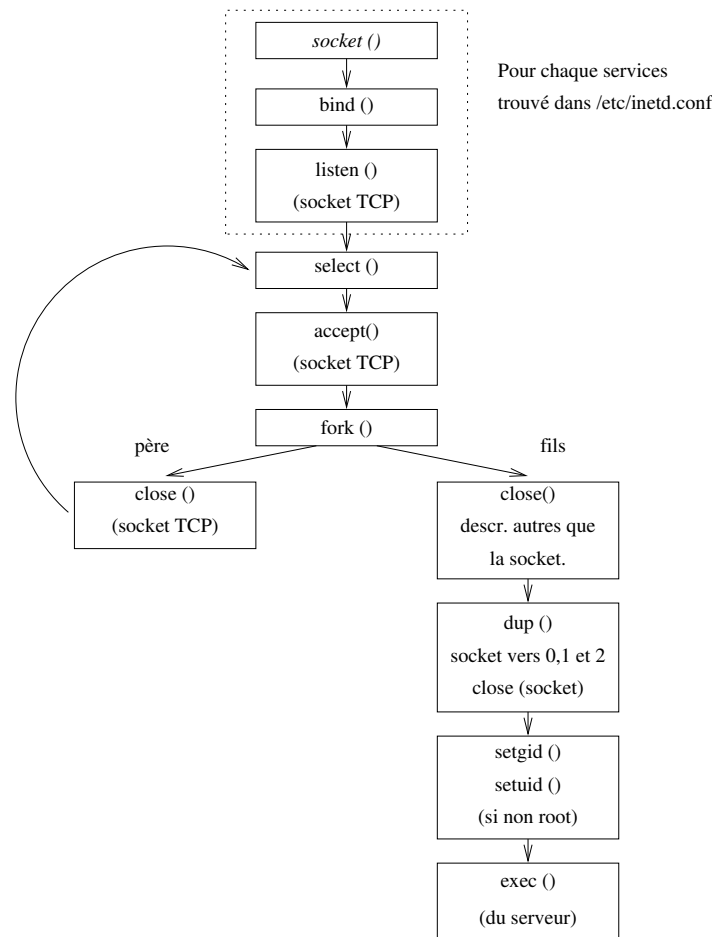 socket ()
Pour chaque services
trouvé dans /etc/inetd.conf
bind ()
listen ()
(socket TCP)
select ()
accept()
(socket TCP)
fork ()
père
fils
close ()
(socket TCP)
close()
descr. autres que
la socket.
dup ()
socket vers 0,1 et 2
close (socket)
setgid ()
setuid ()
(si non root)
exec ()
(du serveur)